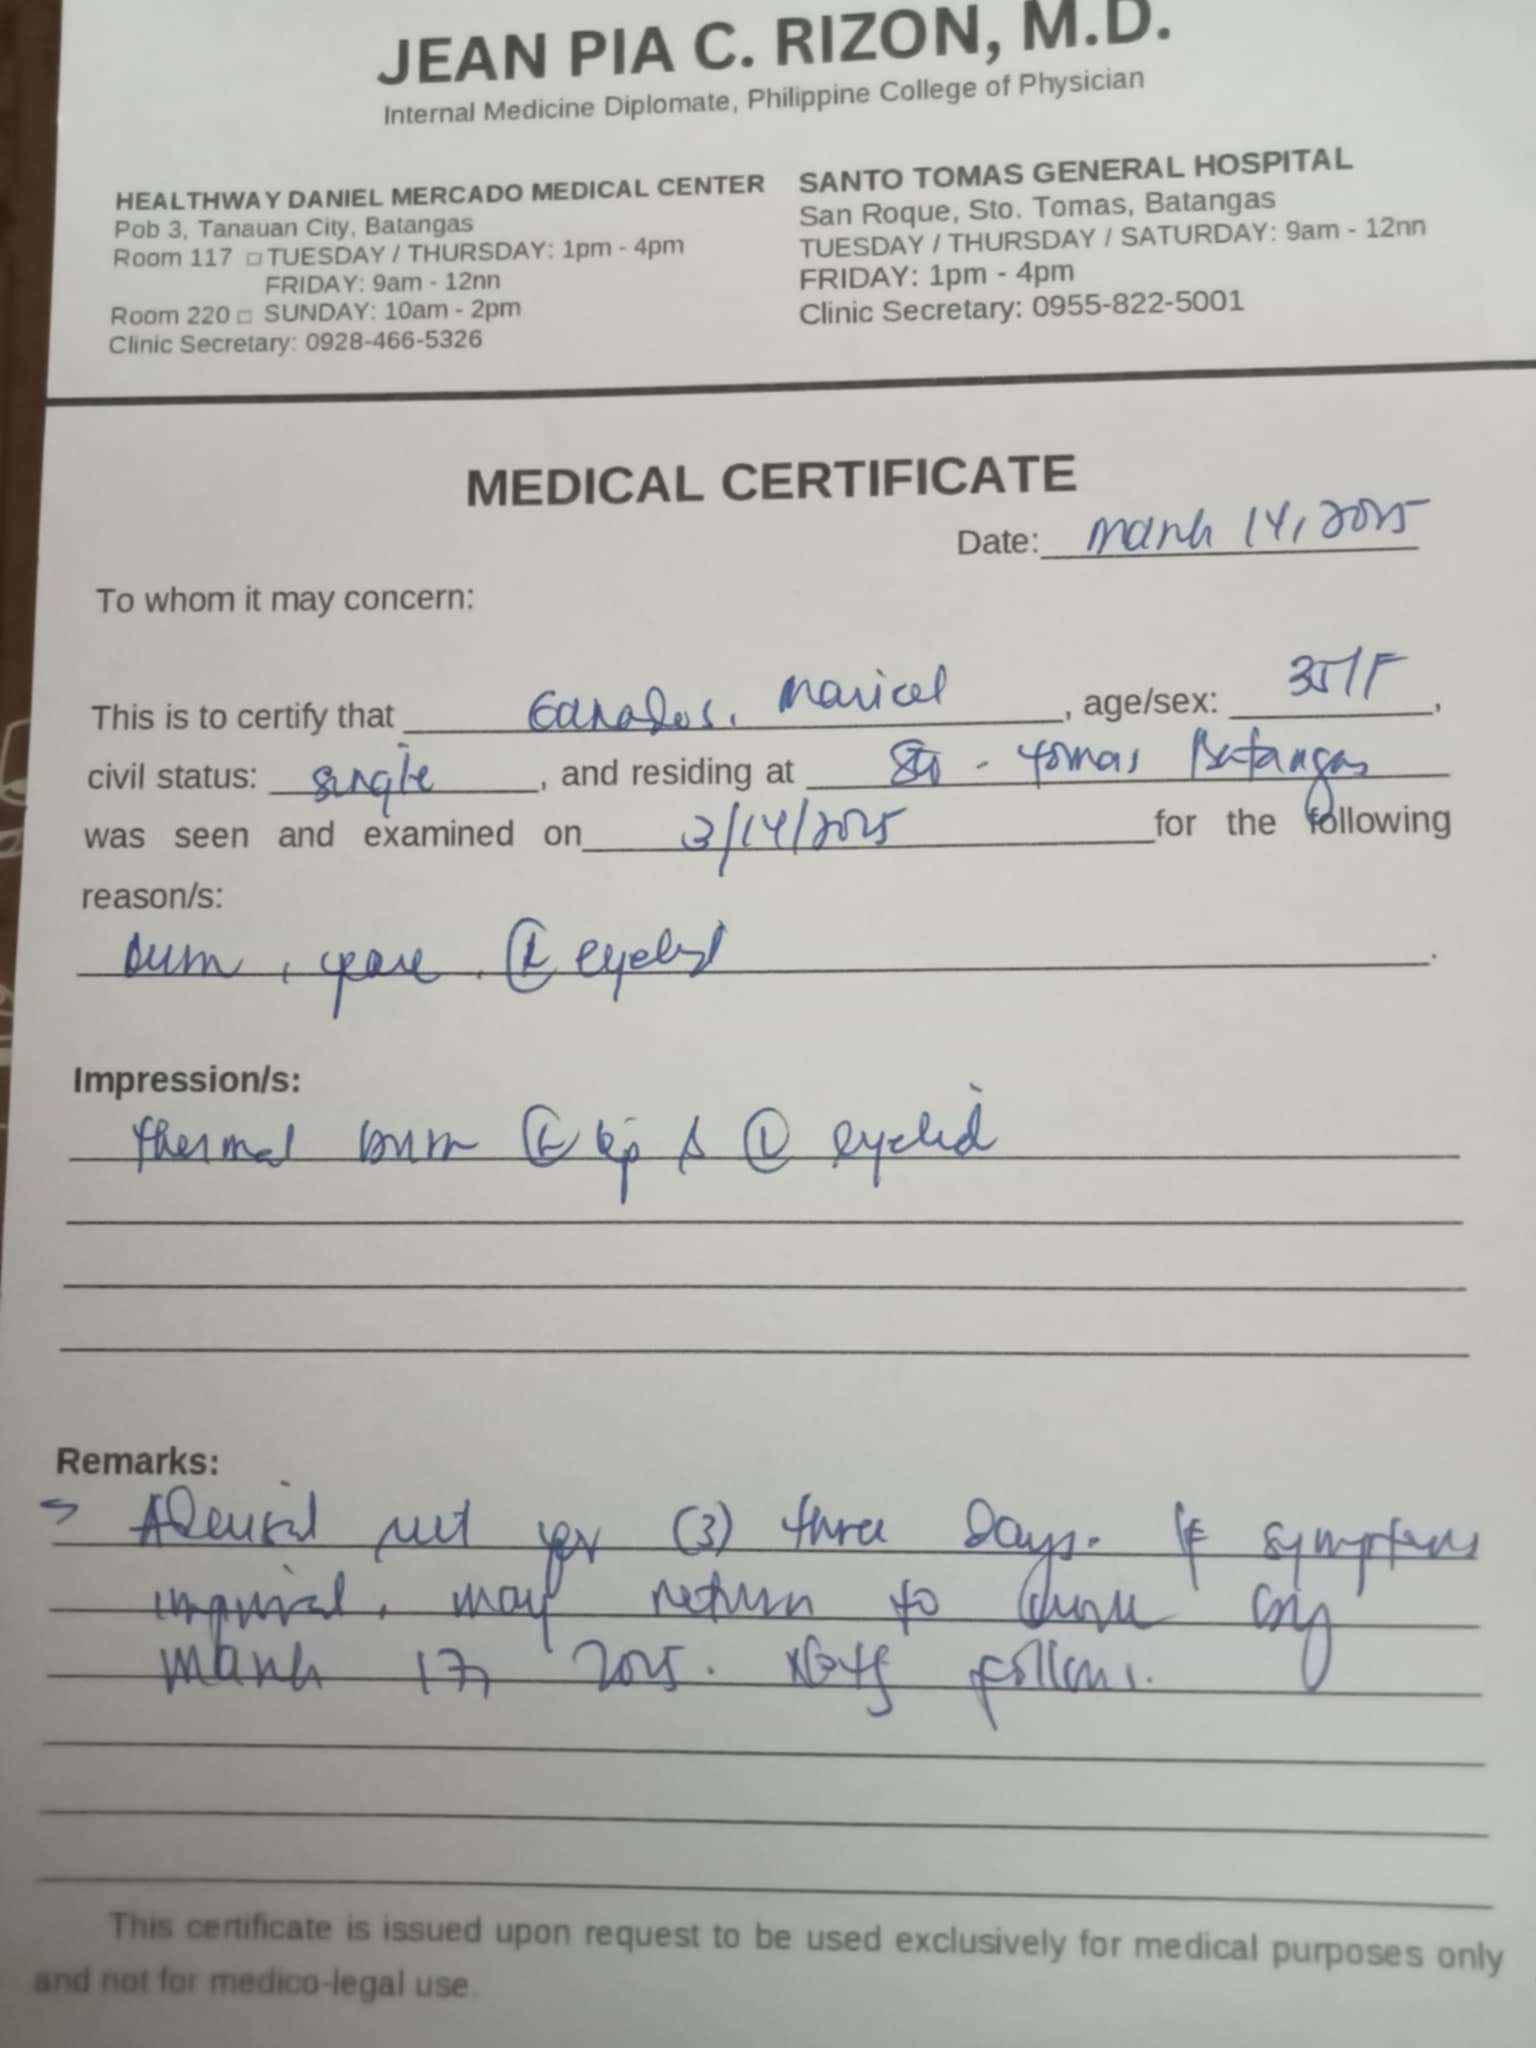 JEAN PIA C. RIZON, M.D.
Internal Medicine Diplomate, Philippine College of Physician
HEALTHWAY DANIEL MERCADO MEDICAL CENTER
Pob 3, Tanauan City, Batangas
Room 117 □ TUESDAY / THURSDAY: 1pm - 4pm
FRIDAY: 9am - 12nn
Room 220 □ SUNDAY: 10am - 2pm
Clinic Secretary: 0928-466-5326
SANTO TOMAS GENERAL HOSPITAL
San Roque, Sto. Tomas, Batangas
TUESDAY / THURSDAY / SATURDAY: 9am - 12nn
FRIDAY: 1pm - 4pm
Clinic Secretary: 0955-822-5001
MEDICAL CERTIFICATE
Date: March 14, 2025
To whom it may concern:
This is to certify that Maricel, age/sex: 35/F,
civil status: single, and residing at Sto. Tomas Batangas
was seen and examined on 3/14/2025 for the following
reason/s:
burn, Ⓛ eyelid.
Impression/s:
thermal burn Ⓛ lip & Ⓛ eyelid
Remarks:
→ Advised rest for (3) three days. If symptoms
improved, may return to work by
March 17, 2025.
This certificate is issued upon request to be used exclusively for medical purposes only
and not for medico-legal use.